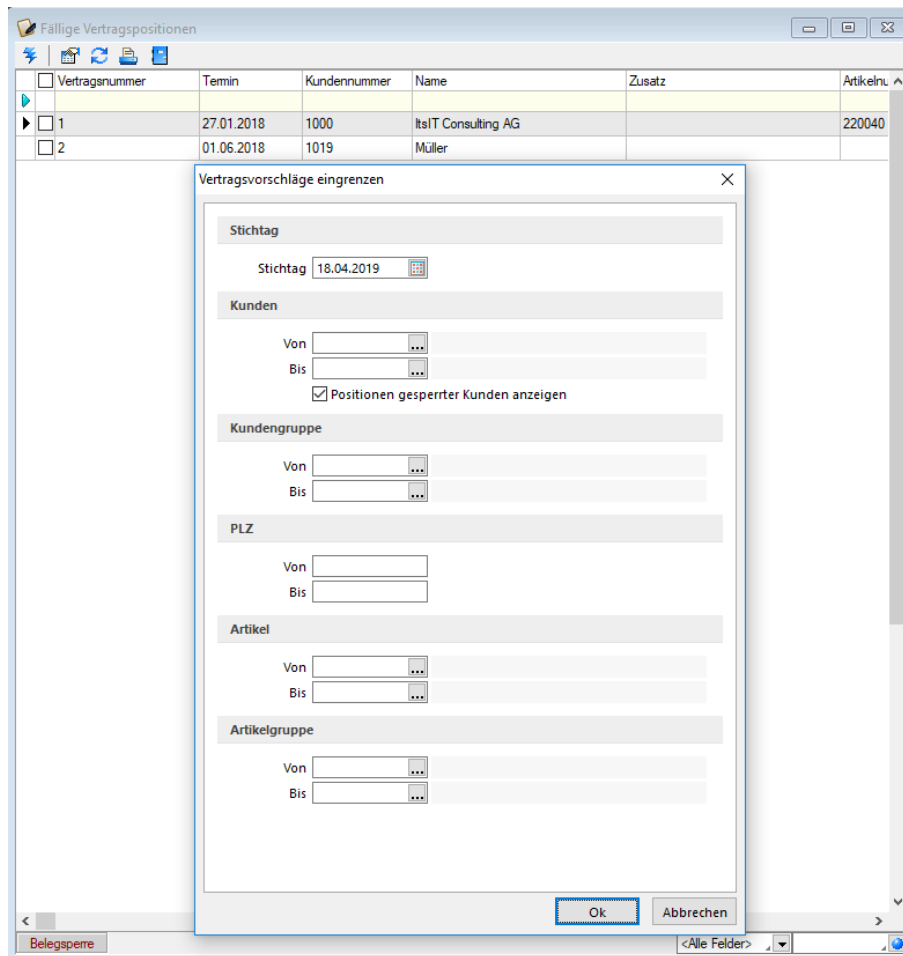 Fällige Vertragspositionen
Vertragsnummer Termin Kundennummer Name Zusatz Artikelnu
1 27.01.2018 1000 ItsIT Consulting AG 220040
2 01.06.2018 1019 Müller
Vertragsvorschläge eingrenzen
Stichtag
Stichtag 18.04.2019
Kunden
Von ...
Bis ...
Positionen gesperrter Kunden anzeigen
Kundengruppe
Von ...
Bis ...
PLZ
Von
Bis
Artikel
Von ...
Bis ...
Artikelgruppe
Von ...
Bis ...
Ok Abbrechen
Belegsperre <Alle Felder>